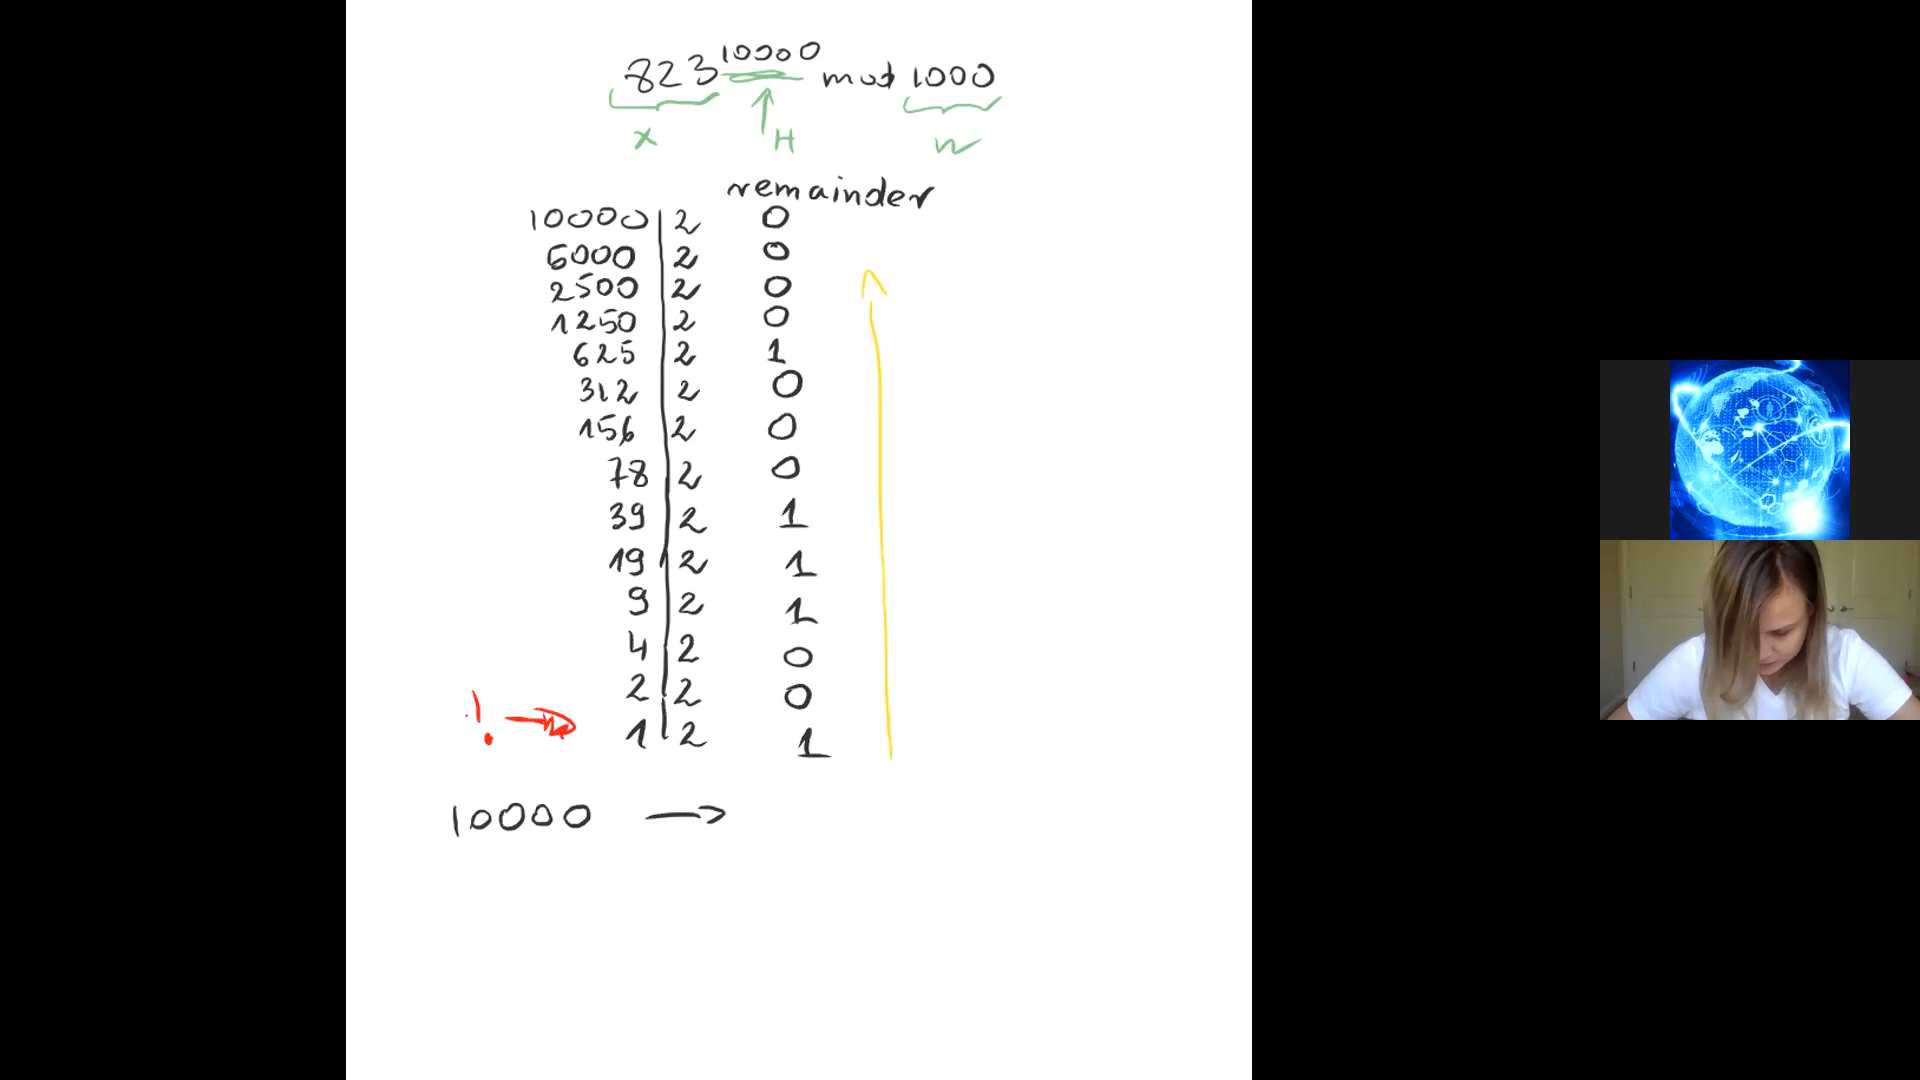 823^10000 mod 1000
x H n
remainder
10000 | 2 0
5000 | 2 0
2500 | 2 0
1250 | 2 0
625 | 2 1
312 | 2 0
156 | 2 0
78 | 2 0
39 | 2 1
19 | 2 1
9 | 2 1
4 | 2 0
2 | 2 0
! → 1 | 2 1
10000 →